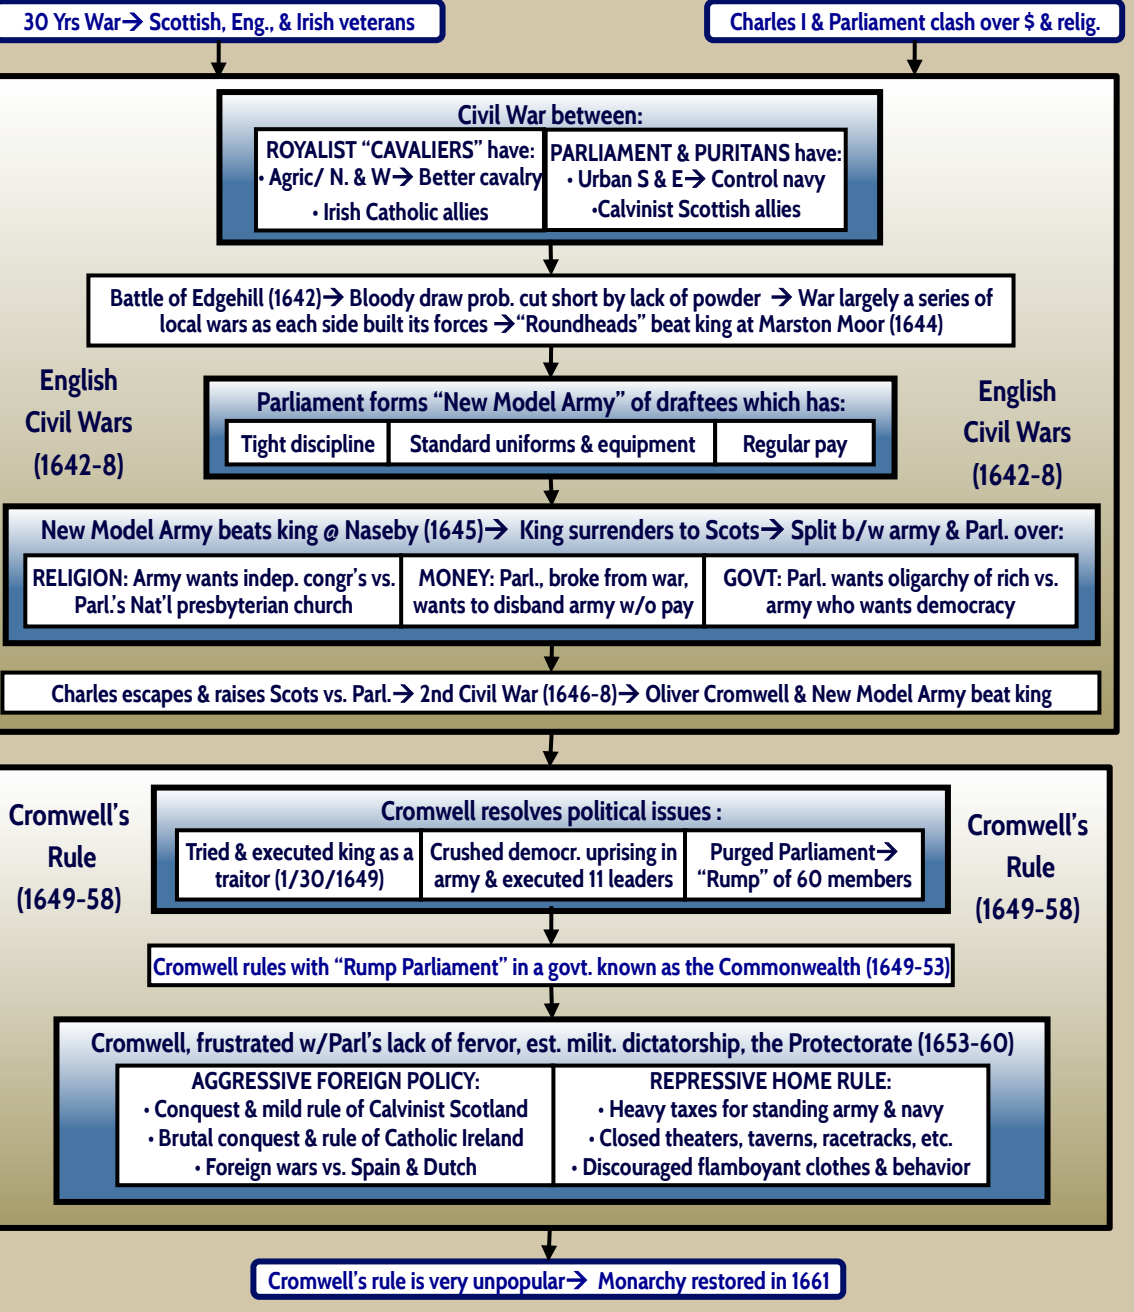 30 Yrs War→ Scottish, Eng., & Irish veterans
Charles I & Parliament clash over $ & relig.
Civil War between:
ROYALIST “CAVALIERS” have:
• Agric/ N. & W→ Better cavalry
• Irish Catholic allies
PARLIAMENT & PURITANS have:
• Urban S & E→ Control navy
•Calvinist Scottish allies
Battle of Edgehill (1642)→ Bloody draw prob. cut short by lack of powder → War largely a series of
local wars as each side built its forces →“Roundheads” beat king at Marston Moor (1644)
English
Civil Wars
(1642-8)
English
Civil Wars
(1642-8)
Parliament forms “New Model Army” of draftees which has:
Tight discipline
Standard uniforms & equipment
Regular pay
New Model Army beats king @ Naseby (1645)→ King surrenders to Scots→ Split b/w army & Parl. over:
RELIGION: Army wants indep. congr’s vs.
Parl.’s Nat’l presbyterian church
MONEY: Parl., broke from war,
wants to disband army w/o pay
GOVT: Parl. wants oligarchy of rich vs.
army who wants democracy
Charles escapes & raises Scots vs. Parl.→ 2nd Civil War (1646-8)→ Oliver Cromwell & New Model Army beat king
Cromwell’s
Rule
(1649-58)
Cromwell’s
Rule
(1649-58)
Cromwell resolves political issues :
Tried & executed king as a
traitor (1/30/1649)
Crushed democr. uprising in
army & executed 11 leaders
Purged Parliament→
“Rump” of 60 members
Cromwell rules with “Rump Parliament” in a govt. known as the Commonwealth (1649-53)
Cromwell, frustrated w/Parl’s lack of fervor, est. milit. dictatorship, the Protectorate (1653-60)
AGGRESSIVE FOREIGN POLICY:
• Conquest & mild rule of Calvinist Scotland
• Brutal conquest & rule of Catholic Ireland
• Foreign wars vs. Spain & Dutch
REPRESSIVE HOME RULE:
• Heavy taxes for standing army & navy
• Closed theaters, taverns, racetracks, etc.
• Discouraged flamboyant clothes & behavior
Cromwell’s rule is very unpopular→ Monarchy restored in 1661